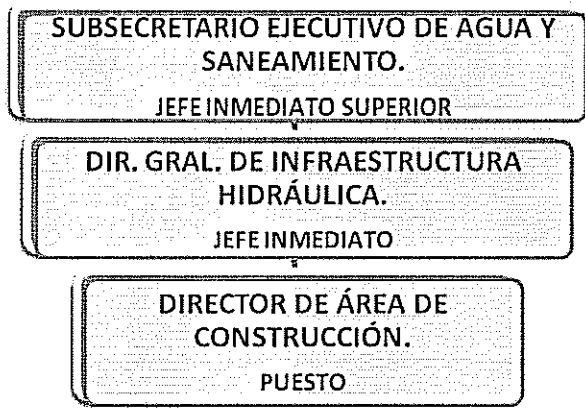 SUBSECRETARIO EJECUTIVO DE AGUA Y
SANEAMIENTO.
JEFE INMEDIATO SUPERIOR
DIR. GRAL. DE INFRAESTRUCTURA
HIDRÁULICA.
JEFE INMEDIATO
DIRECTOR DE ÁREA DE
CONSTRUCCIÓN.
PUESTO